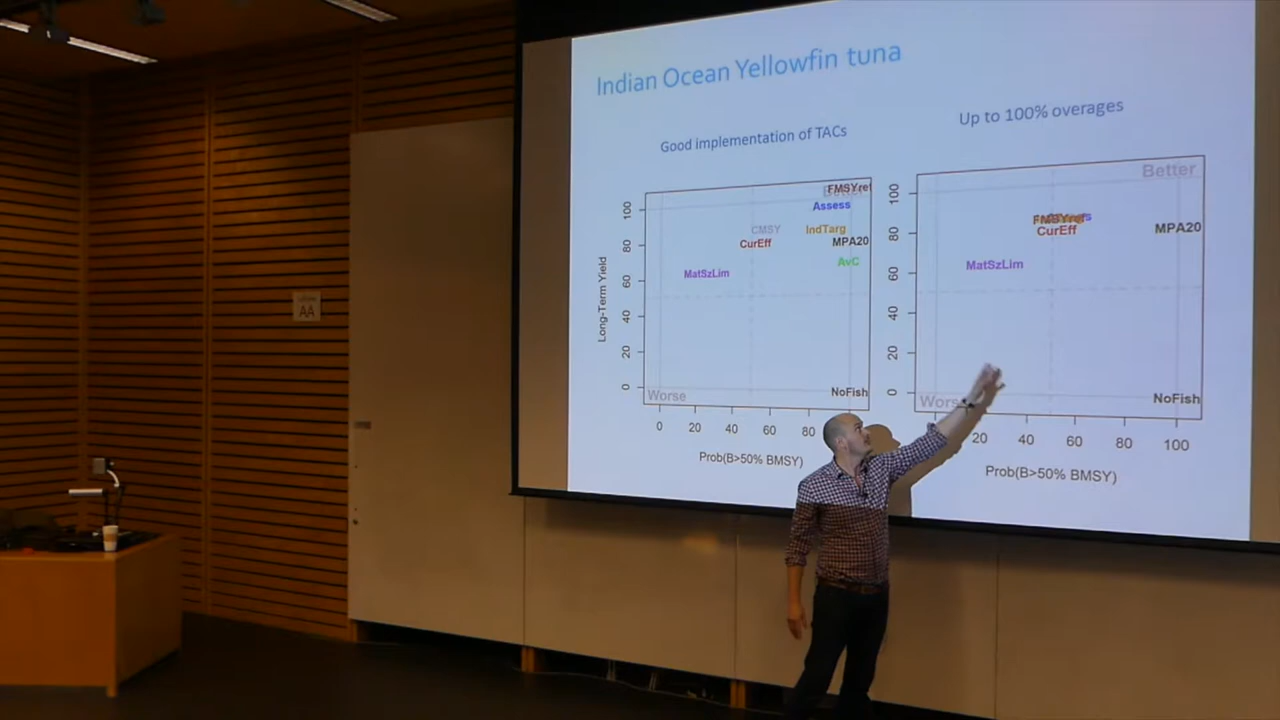 Indian Ocean Yellowfin tuna
Good implementation of TACs
Up to 100% overages
Long-Term Yield
100
80
60
40
20
0
FMSYref
Assess
CMSY
IndTarg
CurEff
MPA20
AvC
MatSzLim
NoFish
Worse
0 20 40 60 80
Prob(B>50% BMSY)
100
80
60
40
20
0
Better
FMSYref
CurEff
MPA20
MatSzLim
NoFish
20 40 60 80 100
Prob(B>50% BMSY)
AA